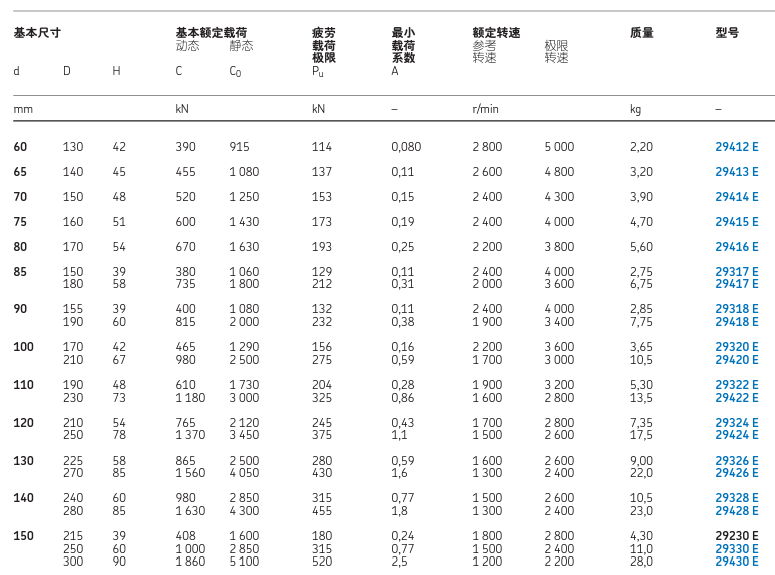 基本尺寸 基本额定载荷 疲劳 最小 额定转速 质量 型号
动态 静态 载荷 载荷 参考 极限
极限 系数 转速 转速
d D H C C0 Pu A
mm kN kN – r/min kg –
60 130 42 390 915 114 0,080 2 800 5 000 2,20 29412 E
65 140 45 455 1 080 137 0,11 2 600 4 800 3,20 29413 E
70 150 48 520 1 250 153 0,15 2 400 4 300 3,90 29414 E
75 160 51 600 1 430 173 0,19 2 400 4 000 4,70 29415 E
80 170 54 670 1 630 193 0,25 2 200 3 800 5,60 29416 E
85 150 39 380 1 060 129 0,11 2 400 4 000 2,75 29317 E
180 58 735 1 800 212 0,31 2 000 3 600 6,75 29417 E
90 155 39 400 1 080 132 0,11 2 400 4 000 2,85 29318 E
190 60 815 2 000 232 0,38 1 900 3 400 7,75 29418 E
100 170 42 465 1 290 156 0,16 2 200 3 600 3,65 29320 E
210 67 980 2 500 275 0,59 1 700 3 000 10,5 29420 E
110 190 48 610 1 730 204 0,28 1 900 3 200 5,30 29322 E
230 73 1 180 3 000 325 0,86 1 600 2 800 13,5 29422 E
120 210 54 765 2 120 245 0,43 1 700 2 800 7,35 29324 E
250 78 1 370 3 450 375 1,1 1 500 2 600 17,5 29424 E
130 225 58 865 2 500 280 0,59 1 600 2 600 9,00 29326 E
270 85 1 560 4 050 430 1,6 1 300 2 400 22,0 29426 E
140 240 60 980 2 850 315 0,77 1 500 2 600 10,5 29328 E
280 85 1 630 4 300 455 1,8 1 300 2 400 23,0 29428 E
150 215 39 408 1 600 180 0,24 1 800 2 800 4,30 29230 E
250 60 1 000 2 850 315 0,77 1 500 2 400 11,0 29330 E
300 90 1 860 5 100 520 2,5 1 200 2 200 28,0 29430 E